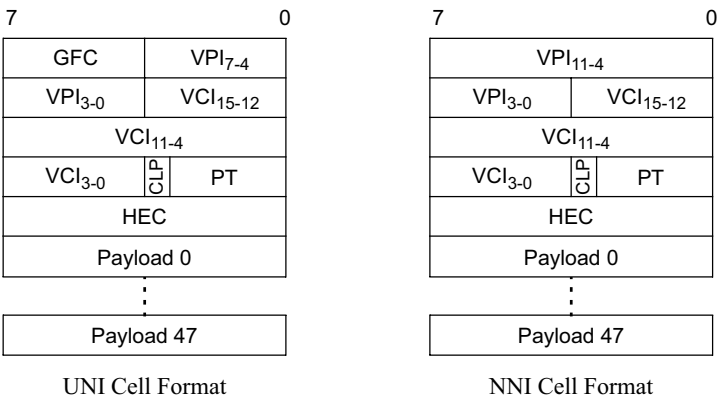 7 0 7 0
GFC VPI7-4 VPI11-4
VPI3-0 VCI15-12 VPI3-0 VCI15-12
VCI11-4 VCI11-4
VCI3-0 CLP PT VCI3-0 CLP PT
HEC HEC
Payload 0 Payload 0
Payload 47 Payload 47
UNI Cell Format NNI Cell Format